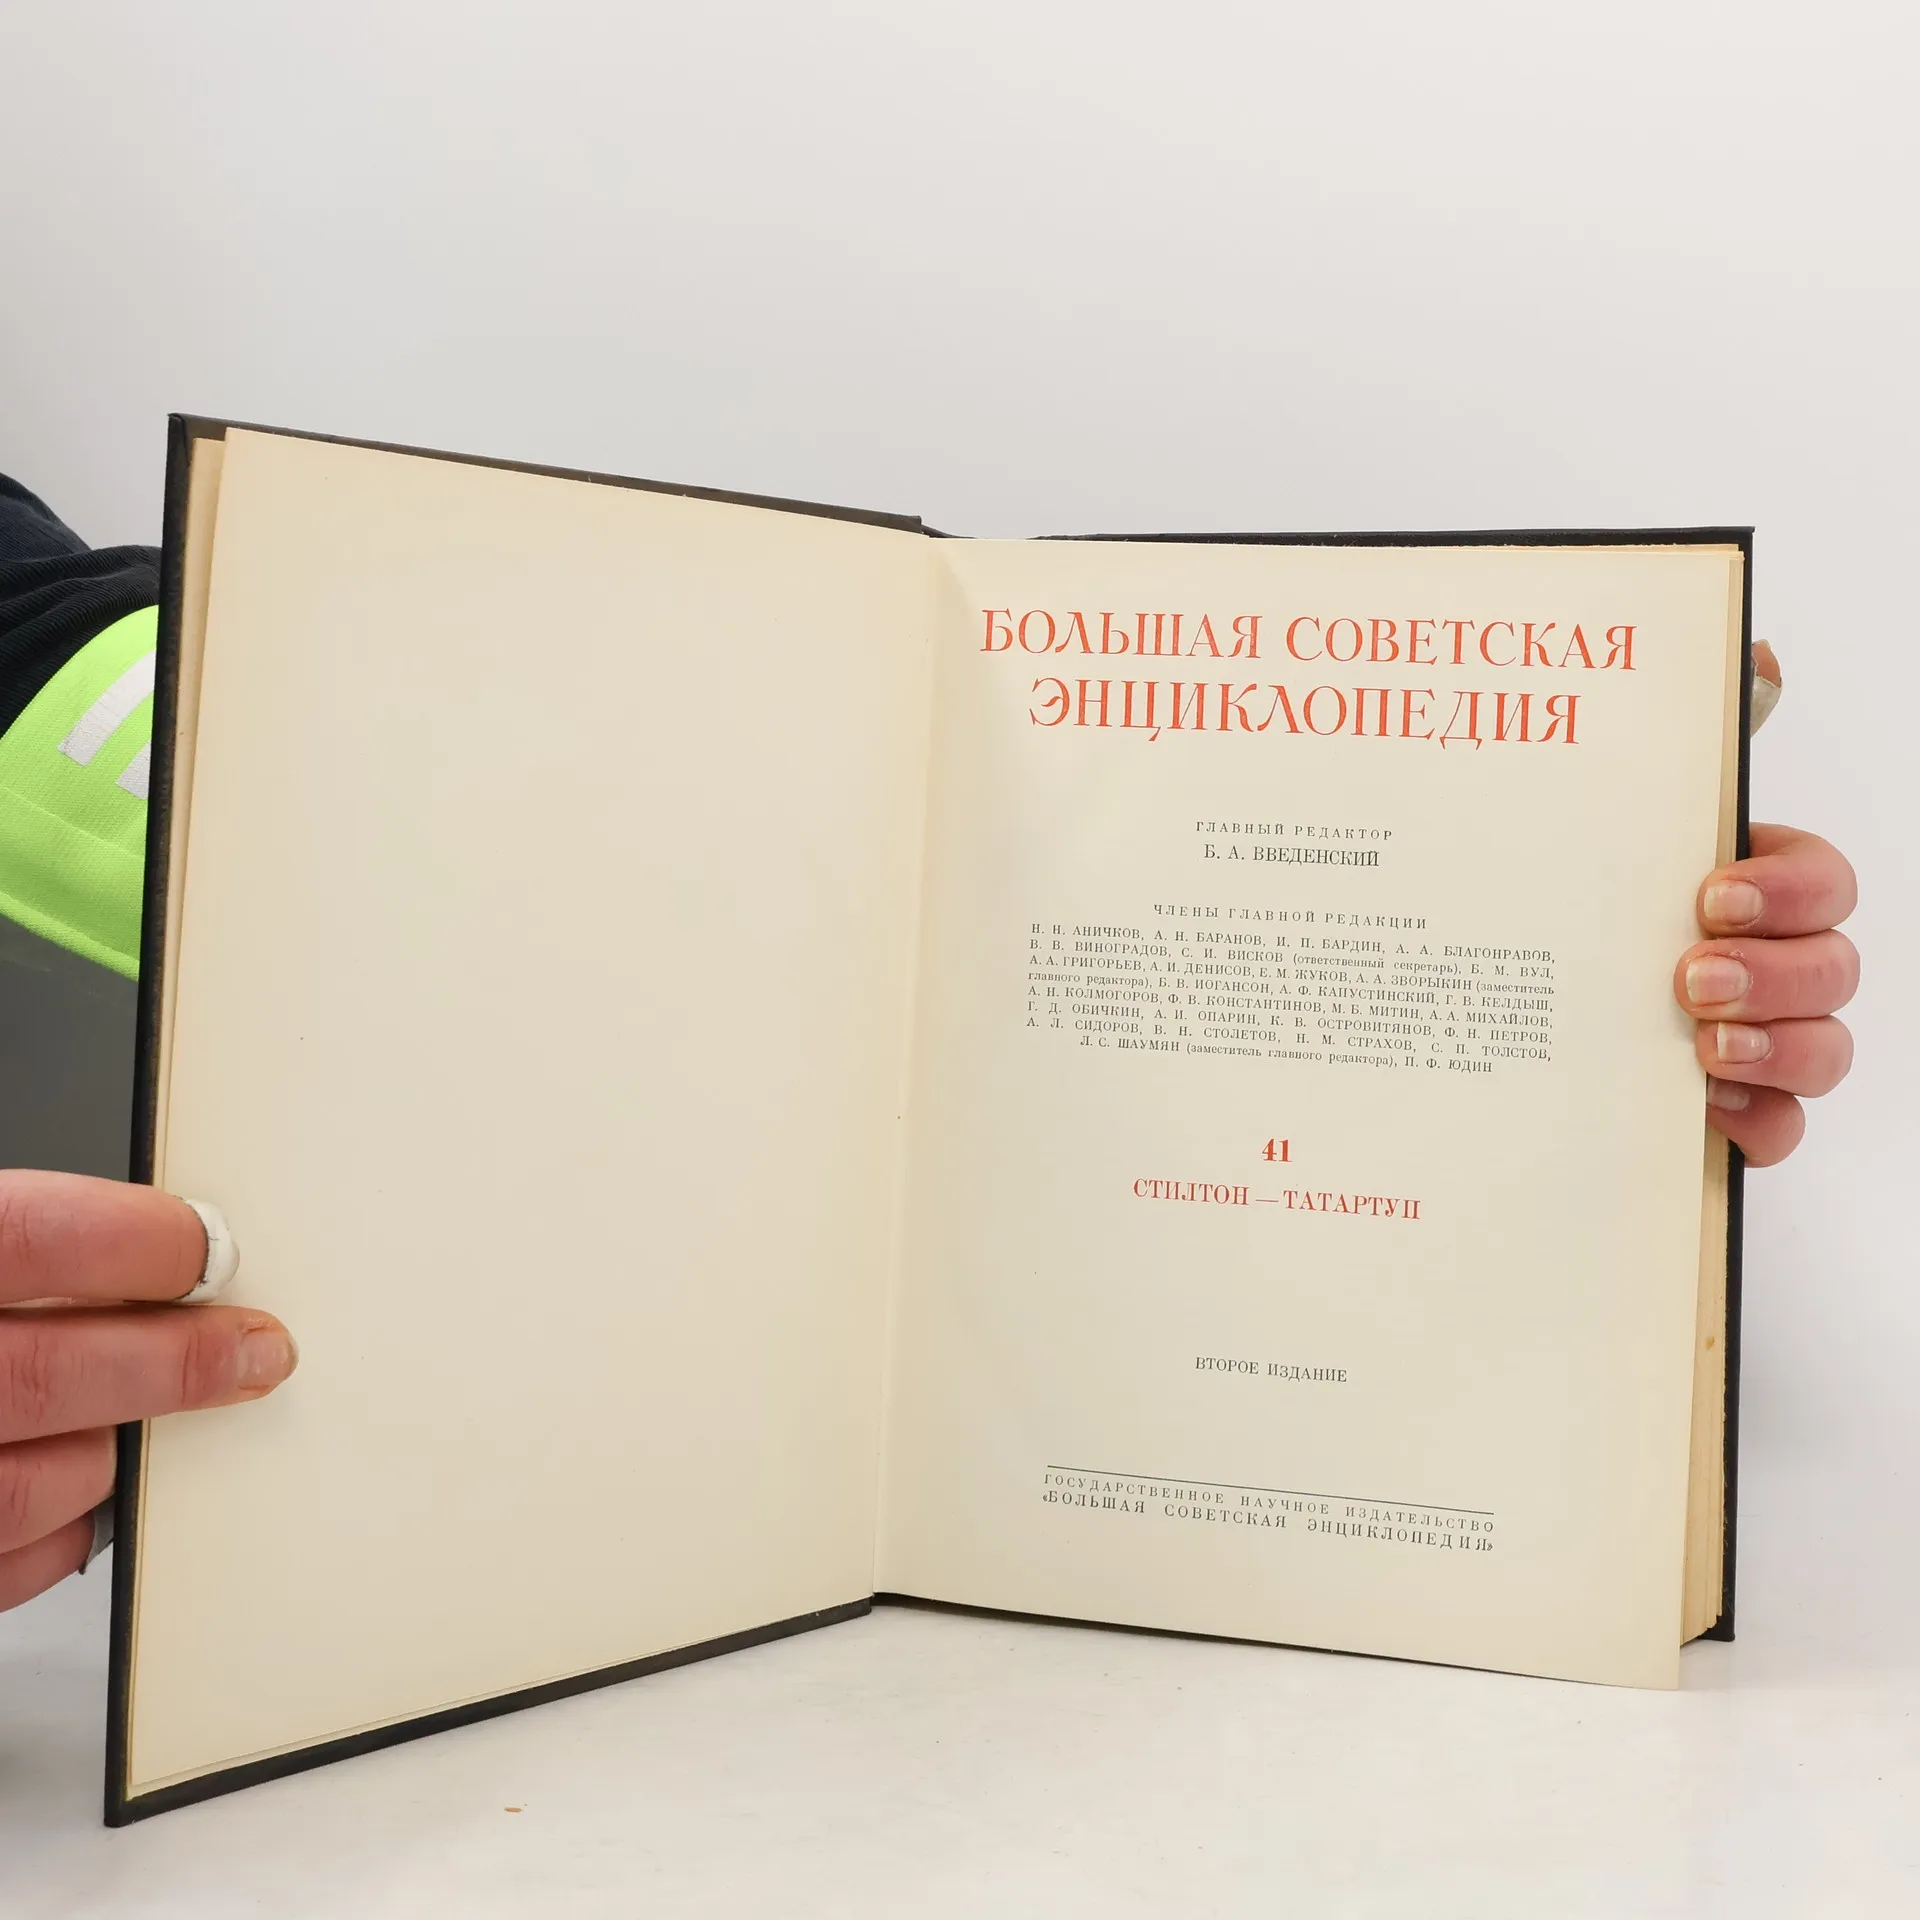 БОЛЬШАЯ СОВЕТСКАЯ
ЭНЦИКЛОПЕДИЯ
ГЛАВНЫЙ РЕДАКТОР
Б. А. ВВЕДЕНСКИЙ
ЧЛЕНЫ ГЛАВНОЙ РЕДАКЦИИ
Н. Н. АНИЧКОВ, А. Н. БАРАНОВ, И. П. БАРДИН, А. А. БЛАГОНРАВОВ,
В. В. ВИНОГРАДОВ, С. И. ВИСКОВ (ответственный секретарь), Б. М. ВУЛ,
А. А. ГРИГОРЬЕВ, А. И. ДЕНИСОВ, Е. М. ЖУКОВ, А. А. ЗВОРЫКИН (заместитель
главного редактора), Б. В. ИОГАНСОН, А. Ф. КАПУСТИНСКИЙ, Г. В. КЕЛДЫШ,
А. Н. КОЛМОГОРОВ, Ф. В. КОНСТАНТИНОВ, М. Б. МИТИН, А. А. МИХАЙЛОВ,
Г. Д. ОБИЧКИН, А. И. ОПАРИН, К. В. ОСТРОВИТЯНОВ, Ф. Н. ПЕТРОВ,
А. Л. СИДОРОВ, В. Н. СТОЛЕТОВ, Н. М. СТРАХОВ, С. П. ТОЛСТОВ,
Л. С. ШАУМЯН (заместитель главного редактора), П. Ф. ЮДИН
41
СТИЛТОН — ТАТАРТУП
ВТОРОЕ ИЗДАНИЕ
ГОСУДАРСТВЕННОЕ НАУЧНОЕ ИЗДАТЕЛЬСТВО
«БОЛЬШАЯ СОВЕТСКАЯ ЭНЦИКЛОПЕДИЯ»